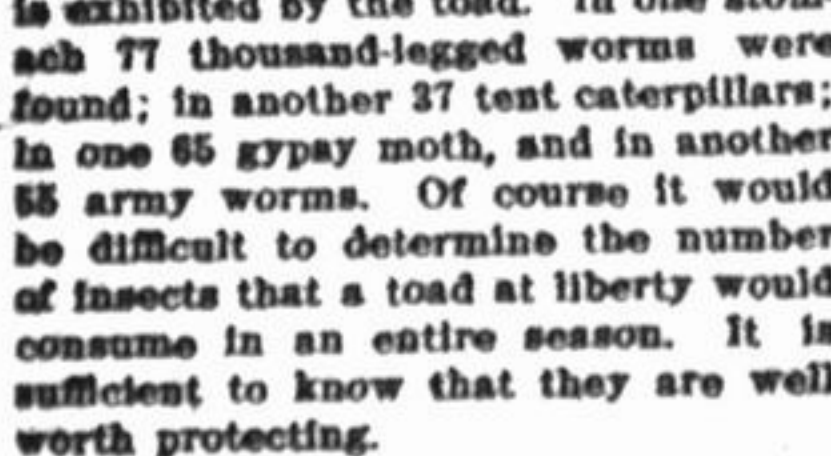 is exhibited by the toad. In one stom-
ach 77 thousand-legged worms were
found; in another 37 tent caterpillars;
in one 65 gypsy moth, and in another
55 army worms. Of course it would
be difficult to determine the number
of insects that a toad at liberty would
consume in an entire season. It is
sufficient to know that they are well
worth protecting.